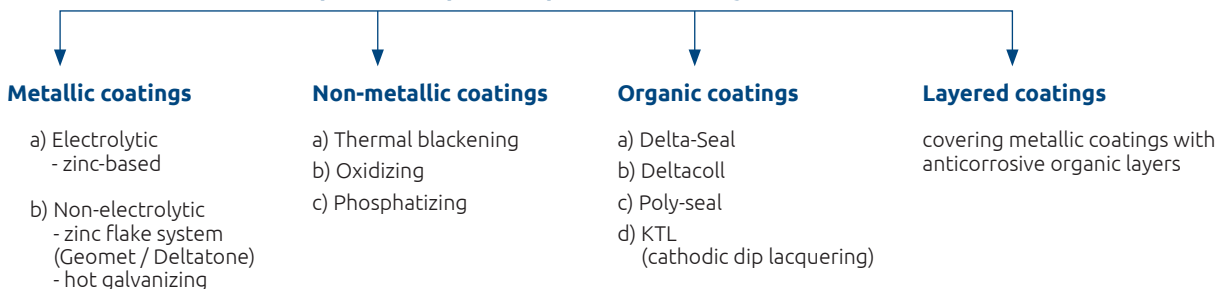 Metallic coatings
a) Electrolytic
- zinc-based
b) Non-electrolytic
- zinc flake system
(Geomet / Deltatone)
- hot galvanizing
Non-metallic coatings
a) Thermal blackening
b) Oxidizing
c) Phosphatizing
Organic coatings
a) Delta-Seal
b) Deltacoll
c) Poly-seal
d) KTL
(cathodic dip lacquering)
Layered coatings
covering metallic coatings with
anticorrosive organic layers